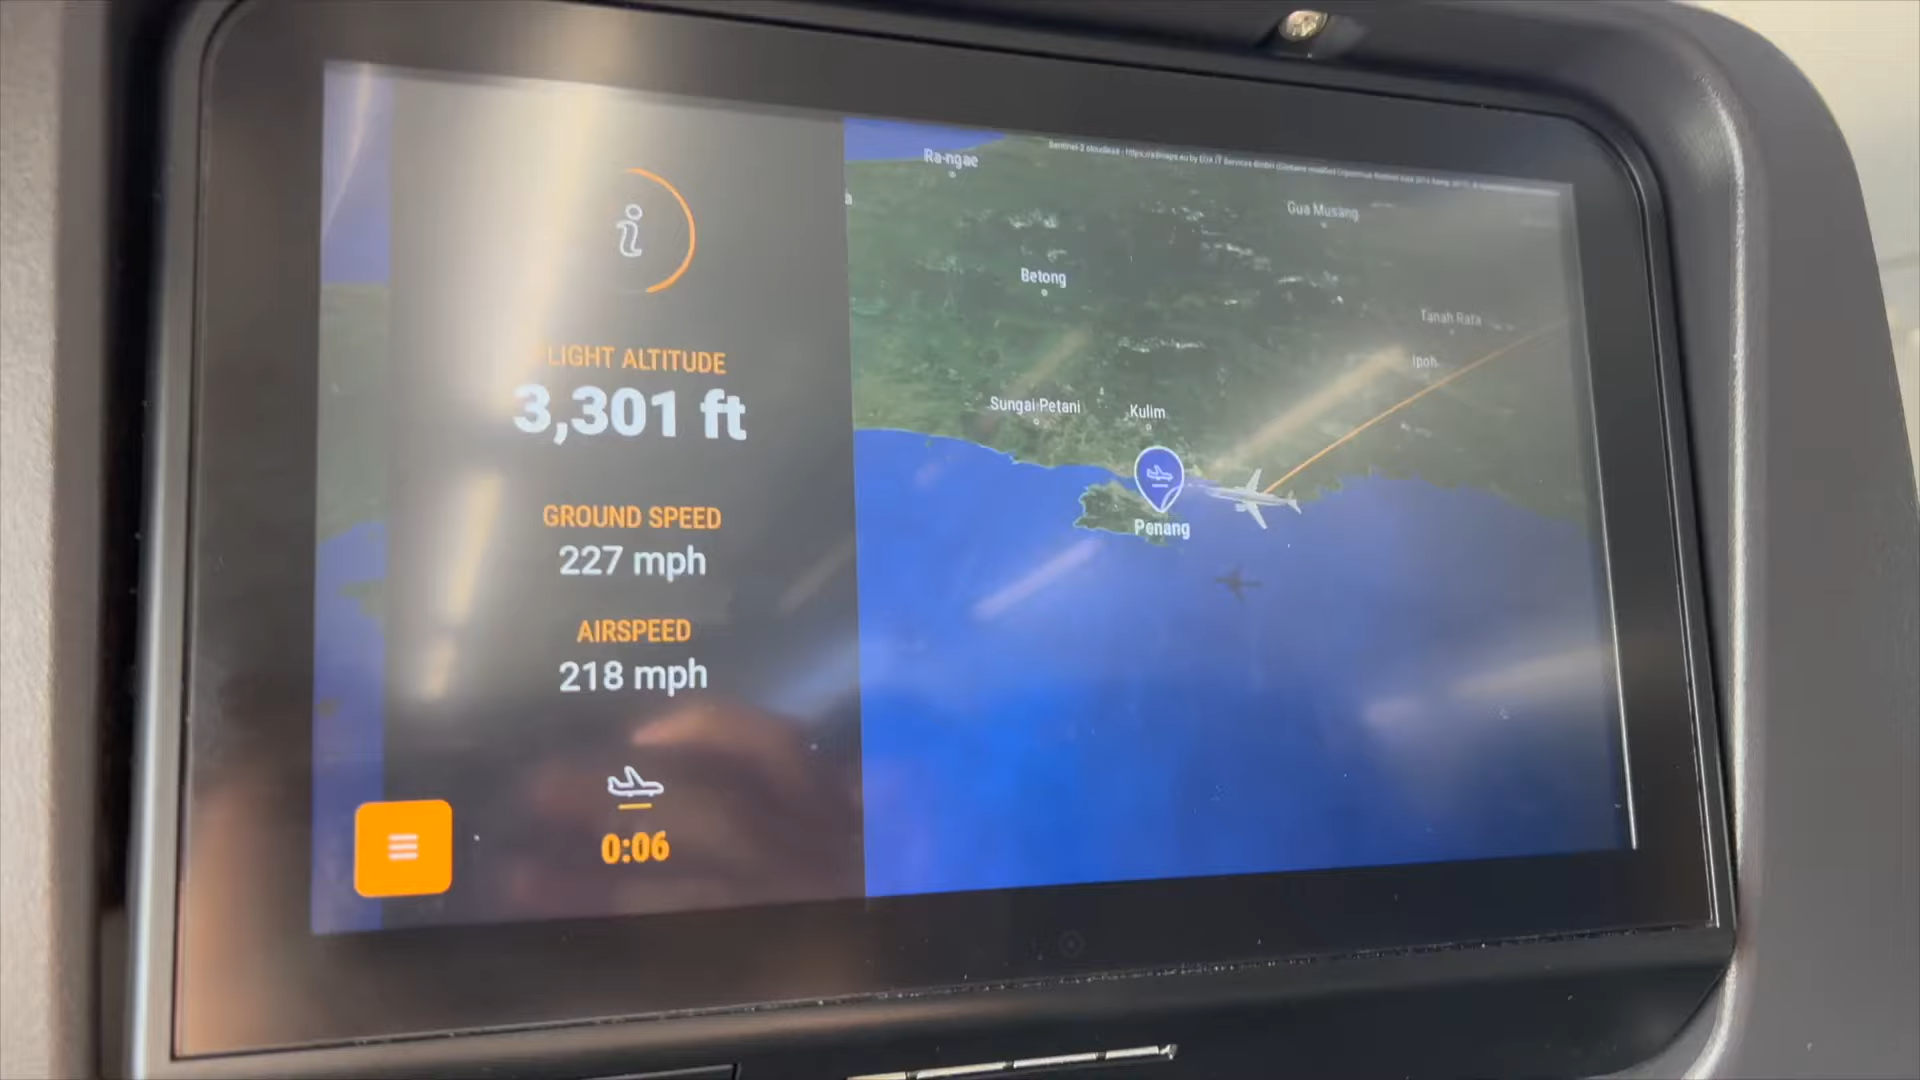 FLIGHT ALTITUDE
3,301 ft
GROUND SPEED
227 mph
AIRSPEED
218 mph
0:06
Ra-ngae
Gua Musang
Betong
Tanah Rata
Ipoh
Sungai Petani
Kulim
Penang